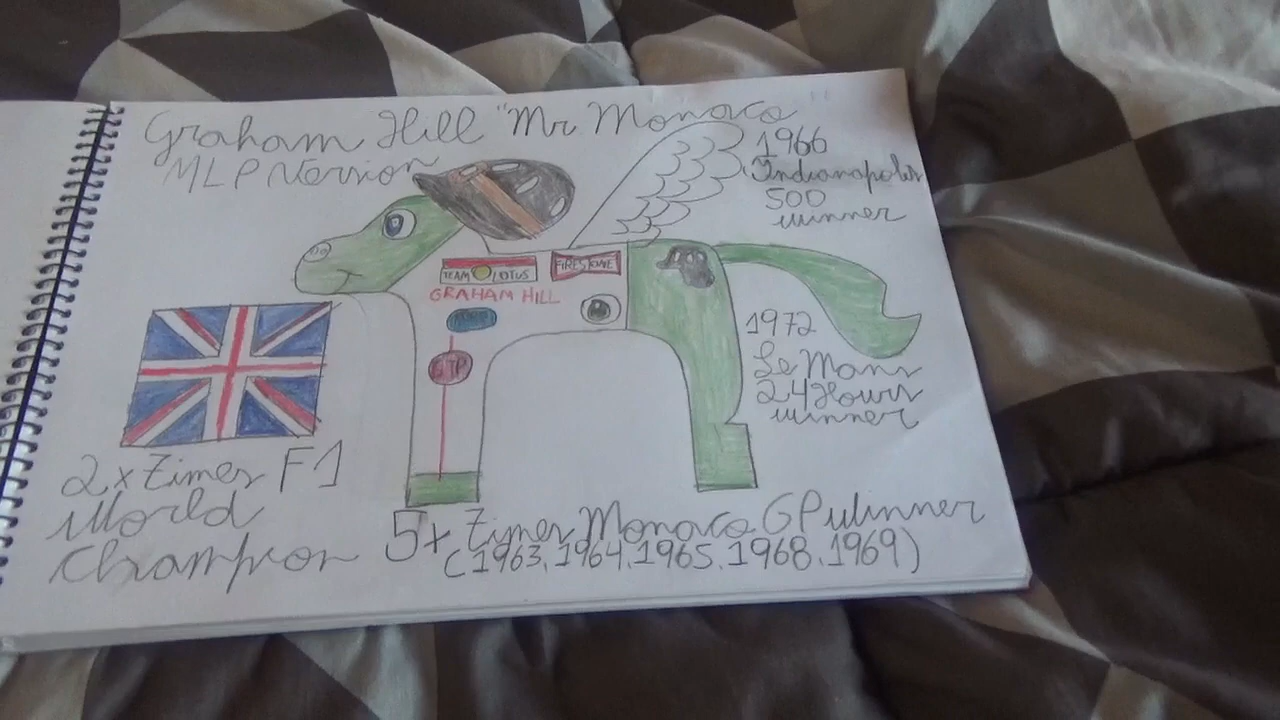 Graham Hill "Mr Monaco"
MLP Version
1966
Indianapolis
500
winner
TEAM LOTUS
FIRESTONE
GRAHAM HILL
STP
1972
Le Mans
24 Hours
winner
2x Times F1
World
Champion
5x Times Monaco GP winner
(1963, 1964, 1965, 1968, 1969)